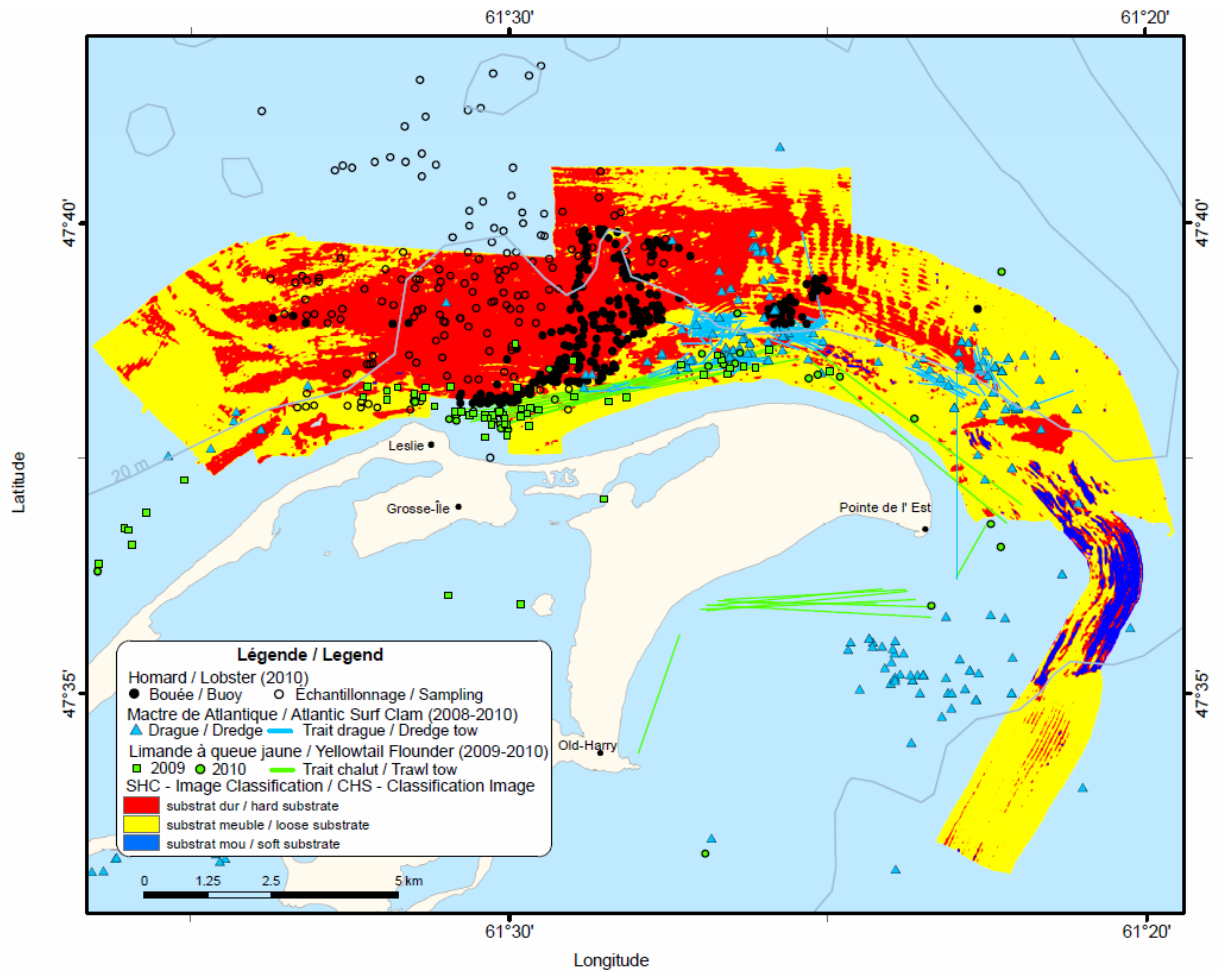 61°30'
61°20'
47°40'
47°40'
20 m
Leslie
Grosse-Île
Pointe de l' Est
Latitude
Légende / Legend
Homard / Lobster (2010)
Bouée / Buoy
Échantillonnage / Sampling
47°35'
47°35'
Mactre de Atlantique / Atlantic Surf Clam (2008-2010)
Drague / Dredge
Trait drague / Dredge tow
Limande à queue jaune / Yellowtail Flounder (2009-2010)
Old-Harry
2009
2010
Trait chalut / Trawl tow
SHC - Image Classification / CHS - Classification Image
substrat dur / hard substrate
substrat meuble / loose substrate
substrat mou / soft substrate
0
1.25
2.5
5 km
61°30'
61°20'
Longitude